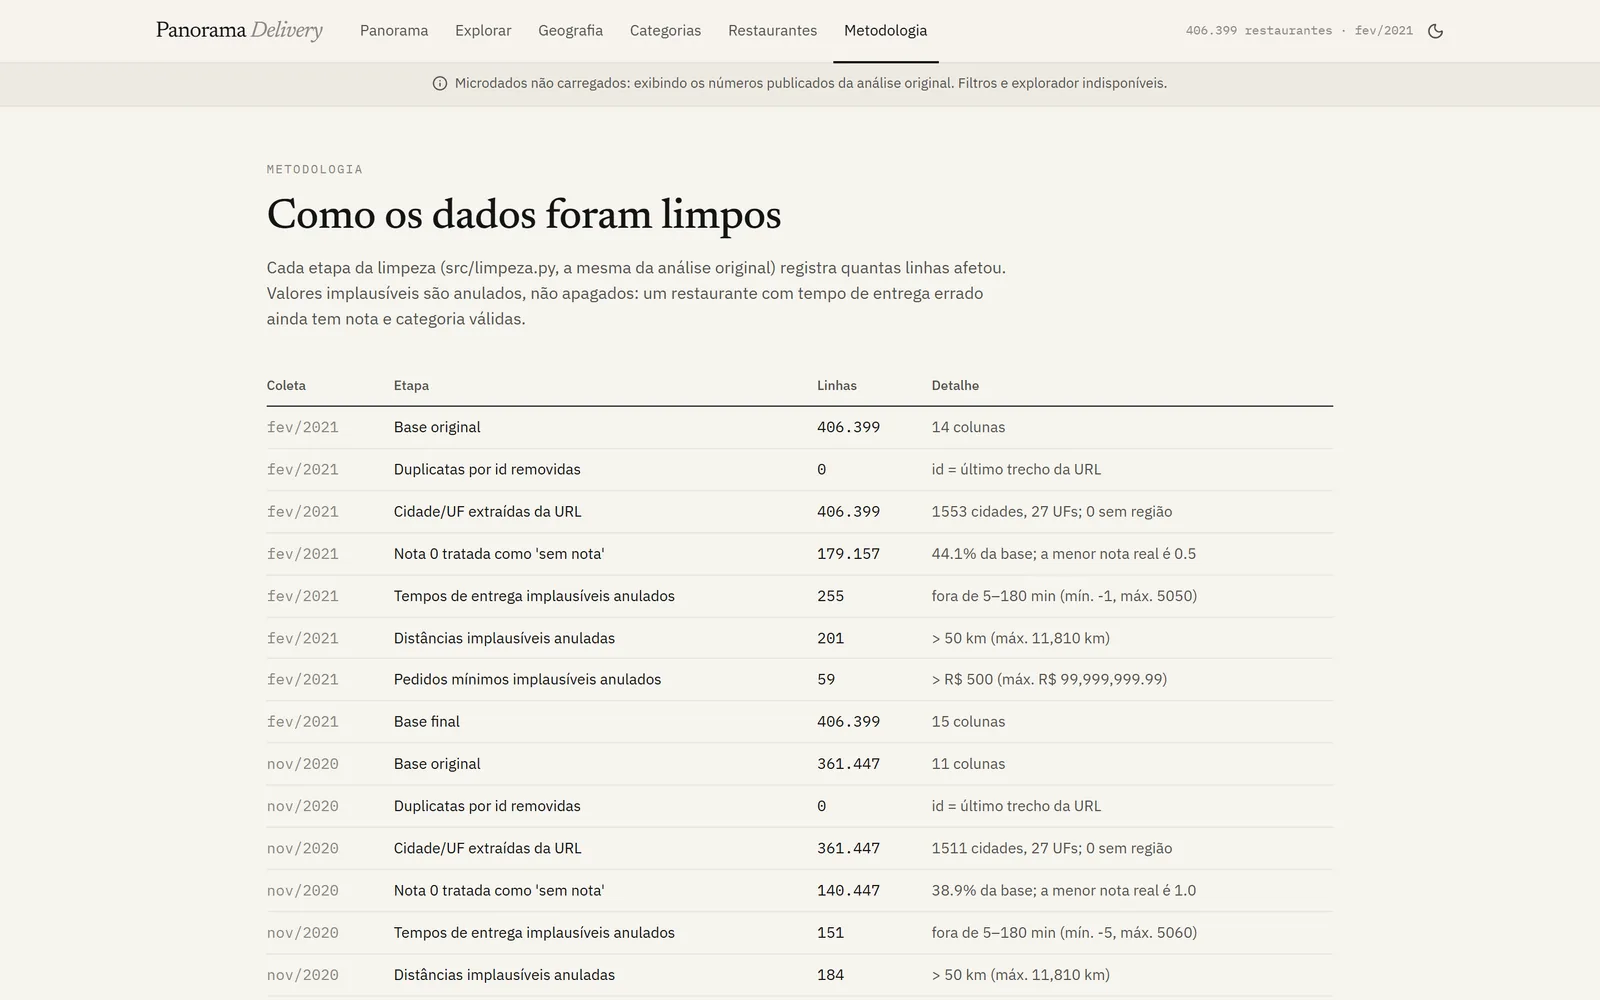 Panorama Delivery Panorama Explorar Geografia Categorias Restaurantes Metodologia 406.399 restaurantes · fev/2021
Microdados não carregados: exibindo os números publicados da análise original. Filtros e explorador indisponíveis.
METODOLOGIA
Como os dados foram limpos
Cada etapa da limpeza (src/limpeza.py, a mesma da análise original) registra quantas linhas afetou.
Valores implausíveis são anulados, não apagados: um restaurante com tempo de entrega errado
ainda tem nota e categoria válidas.
Coleta Etapa Linhas Detalhe
fev/2021 Base original 406.399 14 colunas
fev/2021 Duplicatas por id removidas 0 id = último trecho da URL
fev/2021 Cidade/UF extraídas da URL 406.399 1553 cidades, 27 UFs; 0 sem região
fev/2021 Nota 0 tratada como 'sem nota' 179.157 44.1% da base; a menor nota real é 0.5
fev/2021 Tempos de entrega implausíveis anulados 255 fora de 5–180 min (mín. -1, máx. 5050)
fev/2021 Distâncias implausíveis anuladas 201 > 50 km (máx. 11,810 km)
fev/2021 Pedidos mínimos implausíveis anulados 59 > R$ 500 (máx. R$ 99,999,999.99)
fev/2021 Base final 406.399 15 colunas
nov/2020 Base original 361.447 11 colunas
nov/2020 Duplicatas por id removidas 0 id = último trecho da URL
nov/2020 Cidade/UF extraídas da URL 361.447 1511 cidades, 27 UFs; 0 sem região
nov/2020 Nota 0 tratada como 'sem nota' 140.447 38.9% da base; a menor nota real é 1.0
nov/2020 Tempos de entrega implausíveis anulados 151 fora de 5–180 min (mín. -5, máx. 5060)
nov/2020 Distâncias implausíveis anuladas 184 > 50 km (máx. 11,810 km)